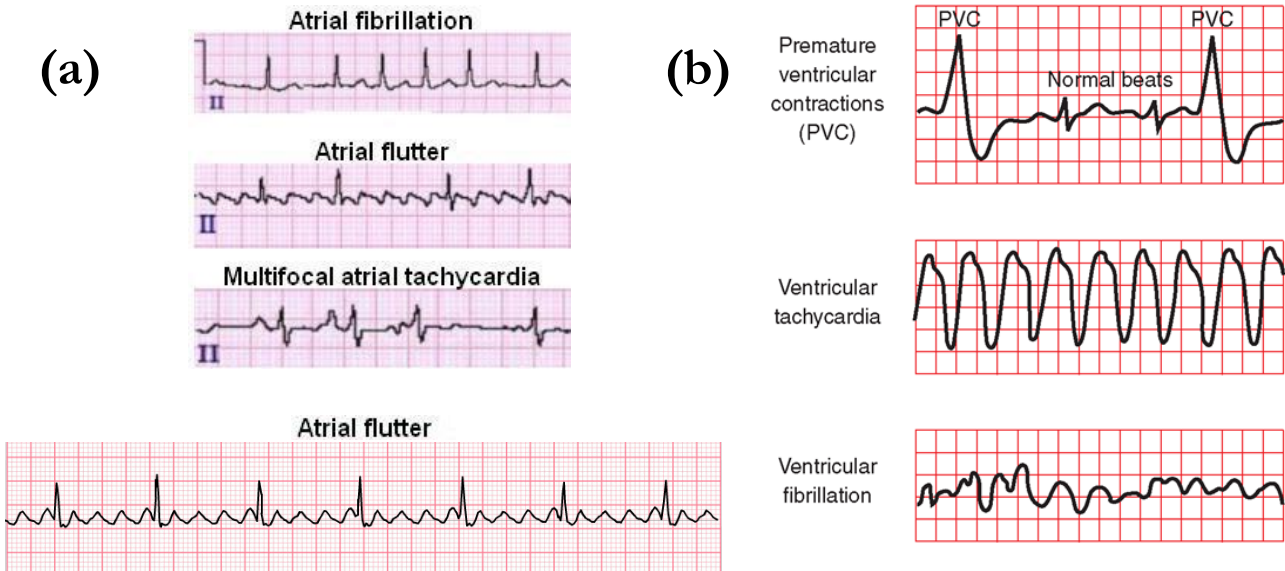 (a)
Atrial fibrillation
II
Atrial flutter
II
Multifocal atrial tachycardia
II
Atrial flutter
(b)
Premature
ventricular
contractions
(PVC)
PVC
PVC
Normal beats
Ventricular
tachycardia
Ventricular
fibrillation